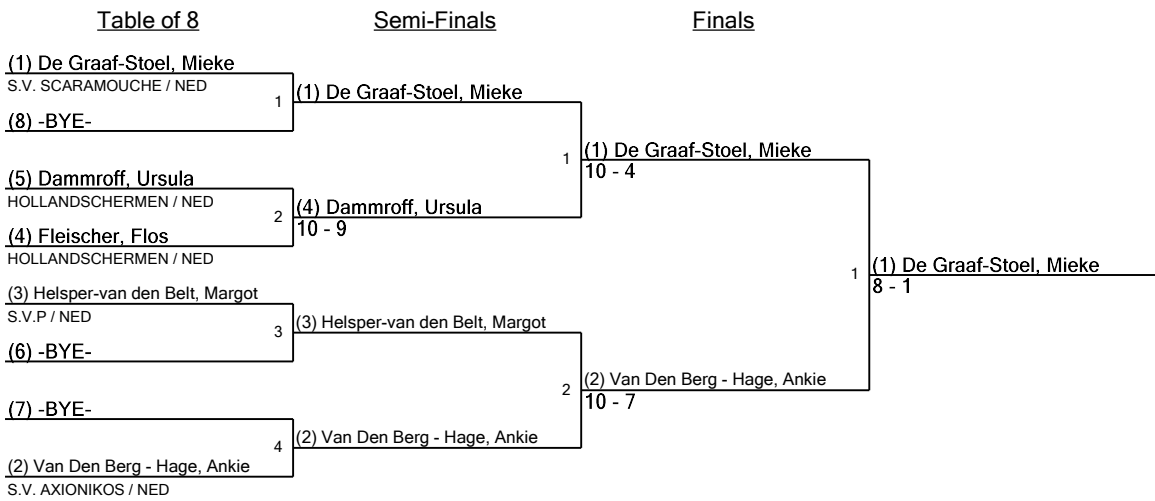 Table of 8
Semi-Finals
Finals
(1) De Graaf-Stoel, Mieke
S.V. SCARAMOUCHE / NED
1
(1) De Graaf-Stoel, Mieke
(8) -BYE-
1
(1) De Graaf-Stoel, Mieke
10 - 4
(5) Dammroff, Ursula
HOLLANDSCHERMEN / NED
2
(4) Dammroff, Ursula
10 - 9
(4) Fleischer, Flos
HOLLANDSCHERMEN / NED
1
(1) De Graaf-Stoel, Mieke
8 - 1
(3) Helsper-van den Belt, Margot
S.V.P / NED
3
(3) Helsper-van den Belt, Margot
(6) -BYE-
2
(2) Van Den Berg - Hage, Ankie
10 - 7
(7) -BYE-
4
(2) Van Den Berg - Hage, Ankie
(2) Van Den Berg - Hage, Ankie
S.V. AXIONIKOS / NED